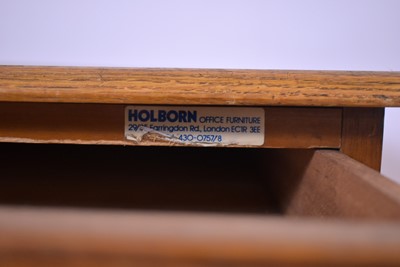 HOLBORN OFFICE FURNITURE
Farringdon Rd., London EC1R 3EE
430-0757/8